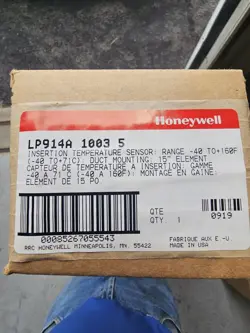 Honeywell
LP914A 1003 5
INSERTION TEMPERATURE SENSOR: RANGE -40 TO+160F
(-40 TO+71C). DUCT MOUNTING. 15" ELEMENT
CAPTEUR DE TEMPERATURE A INSERTION: GAMME
-40 A 71 C (-40 A 160F): MONTAGE EN GAINE:
ELEMENT DE 15 PO
00085267055543
QTE
QTY. 1
0919
FABRIQUE AUX E.-U.
MADE IN USA
HONEYWELL MINNEAPOLIS, MN. 55422